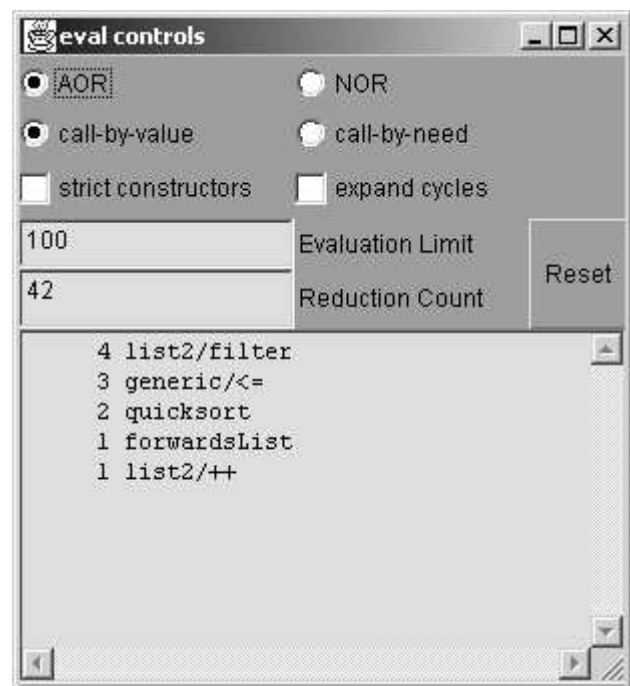 eval controls
AOR NOR
call-by-value call-by-need
strict constructors expand cycles
100 Evaluation Limit
42 Reduction Count
Reset
4 list2/filter
3 generic/<=
2 quicksort
1 forwardsList
1 list2/++